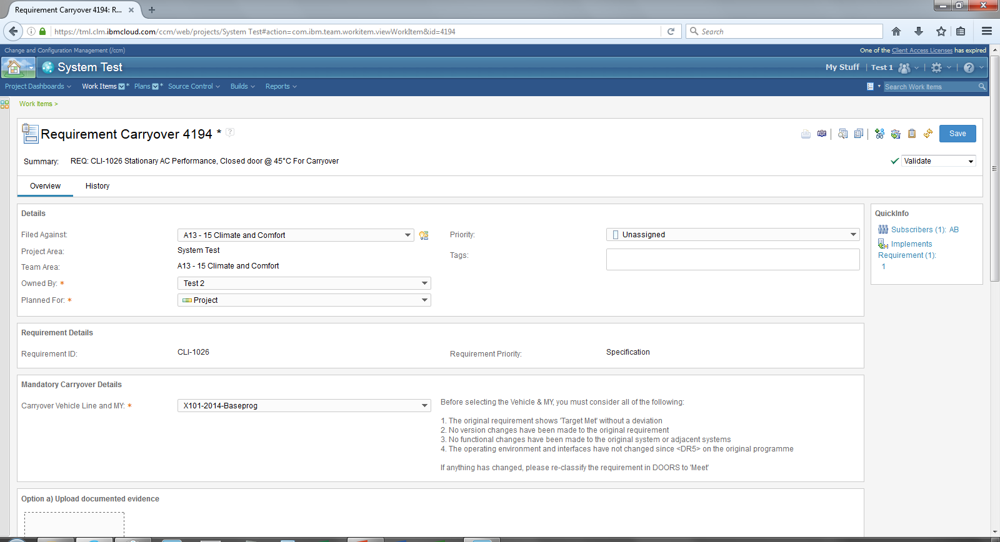 Requirement Carryover 4194: R...
https://tml.clm.ibmcloud.com/ccm/web/projects/System Test#action=com.ibm.team.workitem.viewWorkItem&id=4194
Search
Change and Configuration Management (/ccm)
One of the Client Access Licenses has expired
System Test
My Stuff | Test 1
Project Dashboards Work Items * Plans * Source Control Builds Reports
Search Work Items
Work Items >
Requirement Carryover 4194 * ?
Save
Summary: REQ: CLI-1026 Stationary AC Performance, Closed door @ 45°C For Carryover
Validate
Overview History
Details
Filed Against: A13 - 15 Climate and Comfort
Priority: Unassigned
Project Area: System Test
Tags:
Team Area: A13 - 15 Climate and Comfort
Owned By: * Test 2
Planned For: * Project
QuickInfo
Subscribers (1): AB
Implements
Requirement (1):
1
Requirement Details
Requirement ID: CLI-1026
Requirement Priority: Specification
Mandatory Carryover Details
Carryover Vehicle Line and MY: * X101-2014-Baseprog
Before selecting the Vehicle & MY, you must consider all of the following:
1. The original requirement shows 'Target Met' without a deviation
2. No version changes have been made to the original requirement
3. No functional changes have been made to the original system or adjacent systems
4. The operating environment and interfaces have not changed since <DR5> on the original programme
If anything has changed, please re-classify the requirement in DOORS to 'Meet'
Option a) Upload documented evidence